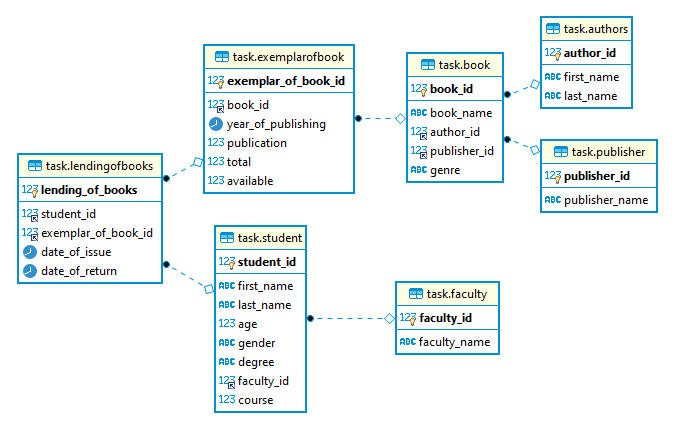 task.authors
123 author_id
ABC first_name
ABC last_name
task.exemplarofbook
123 exemplar_of_book_id
123 book_id
year_of_publishing
123 publication
123 total
123 available
task.book
123 book_id
ABC book_name
123 author_id
123 publisher_id
ABC genre
task.publisher
123 publisher_id
ABC publisher_name
task.lendingofbooks
123 lending_of_books
123 student_id
123 exemplar_of_book_id
date_of_issue
date_of_return
task.student
123 student_id
ABC first_name
ABC last_name
123 age
ABC gender
ABC degree
123 faculty_id
123 course
task.faculty
123 faculty_id
ABC faculty_name